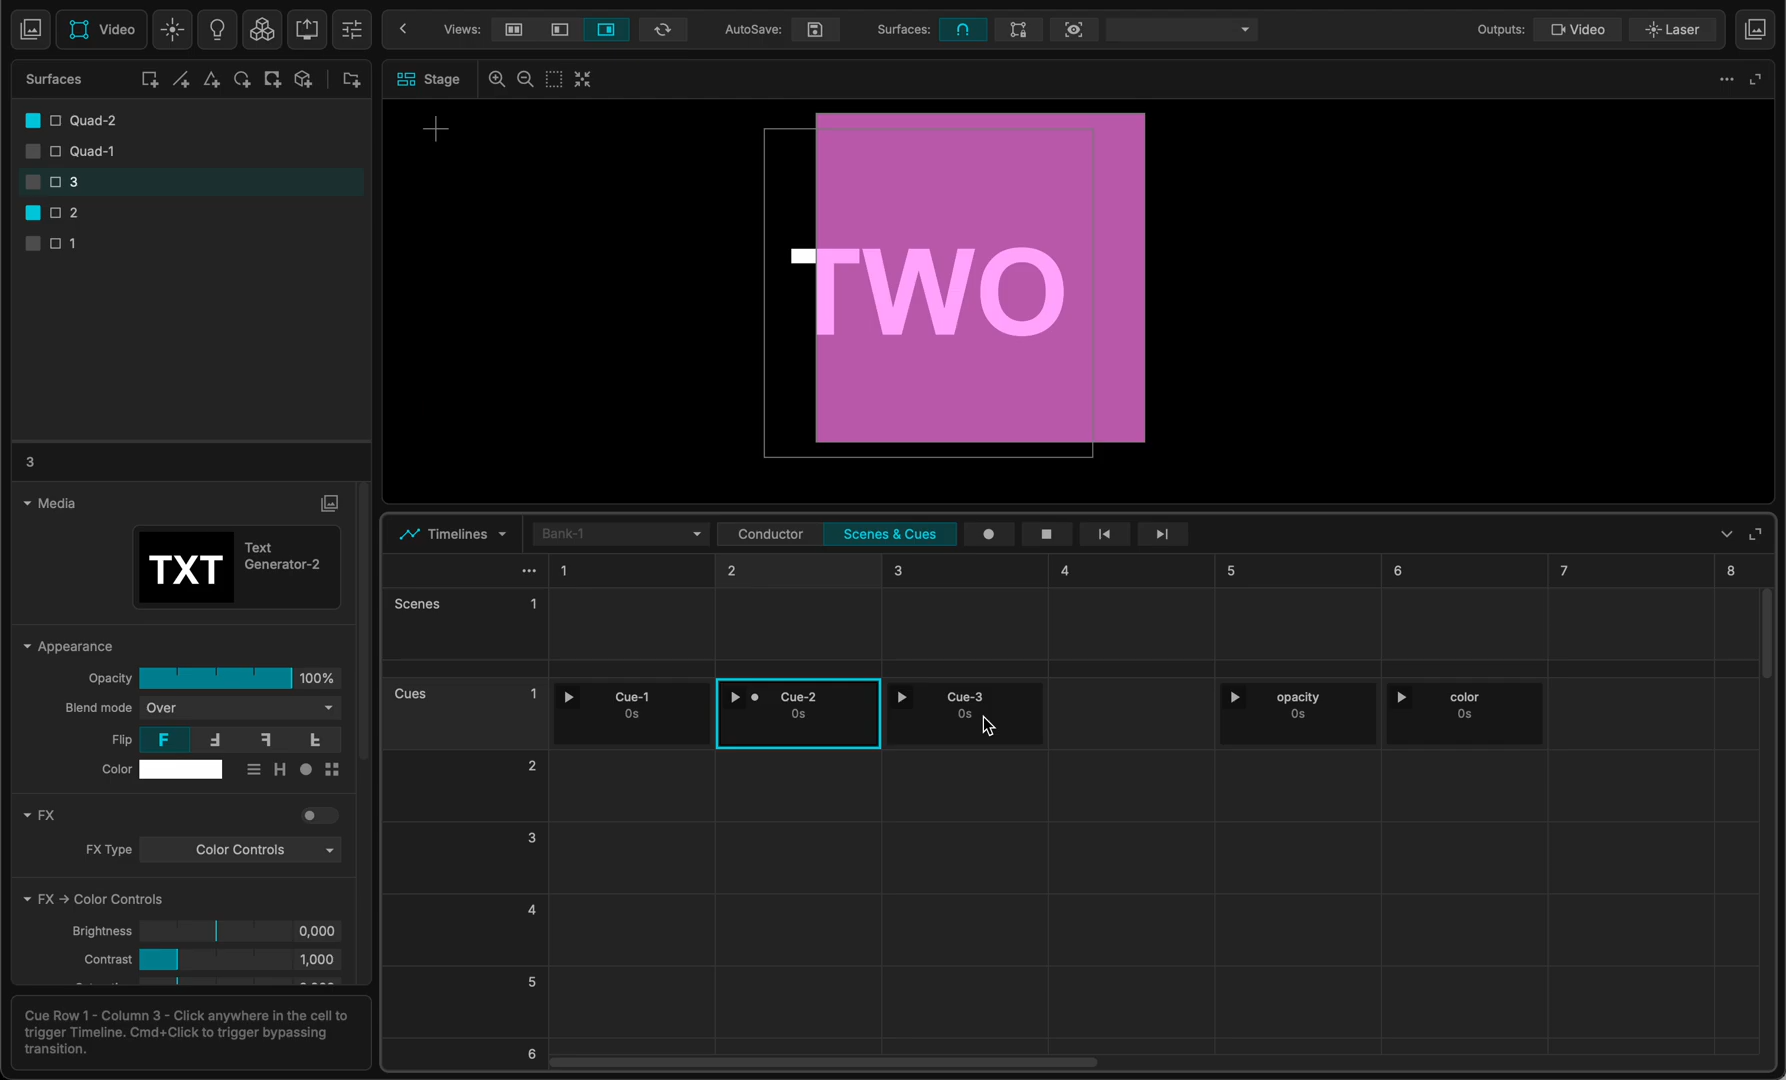 Video
Views:
AutoSave:
Surfaces:
Outputs:
Video
Laser
Surfaces
Stage
Quad-2
Quad-1
3
2
1
TWO
3
Media
TXT
Text
Generator-2
Appearance
Opacity 100%
Blend mode Over
Flip
Color
FX
FX Type Color Controls
FX → Color Controls
Brightness 0,000
Contrast 1,000
Cue Row 1 - Column 3 - Click anywhere in the cell to
trigger Timeline. Cmd+Click to trigger bypassing
transition.
Timelines Bank-1 Conductor Scenes & Cues
1 2 3 4 5 6 7 8
Scenes 1
Cues 1
Cue-1
0s
Cue-2
0s
Cue-3
0s
opacity
0s
color
0s
2
3
4
5
6